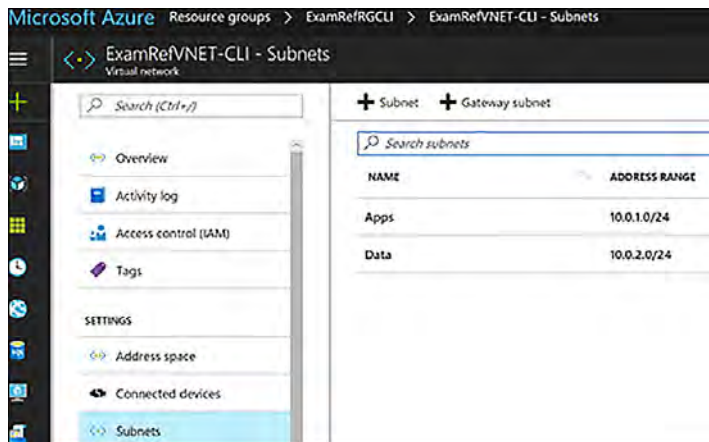 Microsoft Azure Resource groups > ExamRefRGCLI > ExamRefVNET-CLI - Subnets
ExamRefVNET-CLI - Subnets
Virtual network
Search (Ctrl+/)
Overview
Activity log
Access control (IAM)
Tags
SETTINGS
Address space
Connected devices
Subnets
+ Subnet + Gateway subnet
Search subnets
NAME ADDRESS RANGE
Apps 10.0.1.0/24
Data 10.0.2.0/24